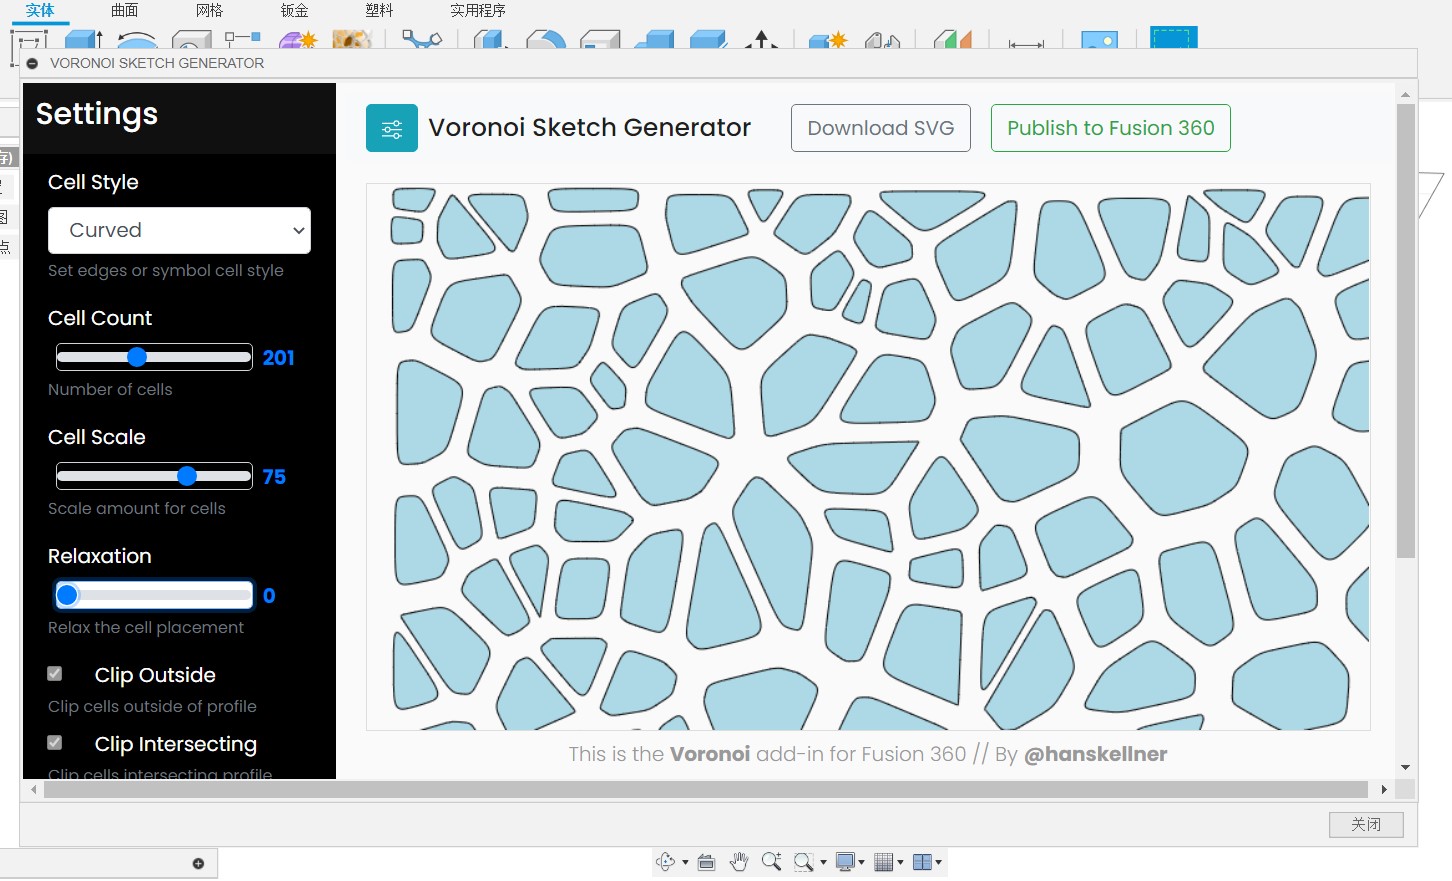 实体 曲面 网格 钣金 塑料 实用程序
VORONOI SKETCH GENERATOR
Settings
Voronoi Sketch Generator
Download SVG
Publish to Fusion 360
存)
图
点
Cell Style
Curved
Set edges or symbol cell style
Cell Count
201
Number of cells
Cell Scale
75
Scale amount for cells
Relaxation
0
Relax the cell placement
Clip Outside
Clip cells outside of profile
Clip Intersecting
Clip cells intersecting profile
This is the Voronoi add-in for Fusion 360 // By @hanskellner
关闭